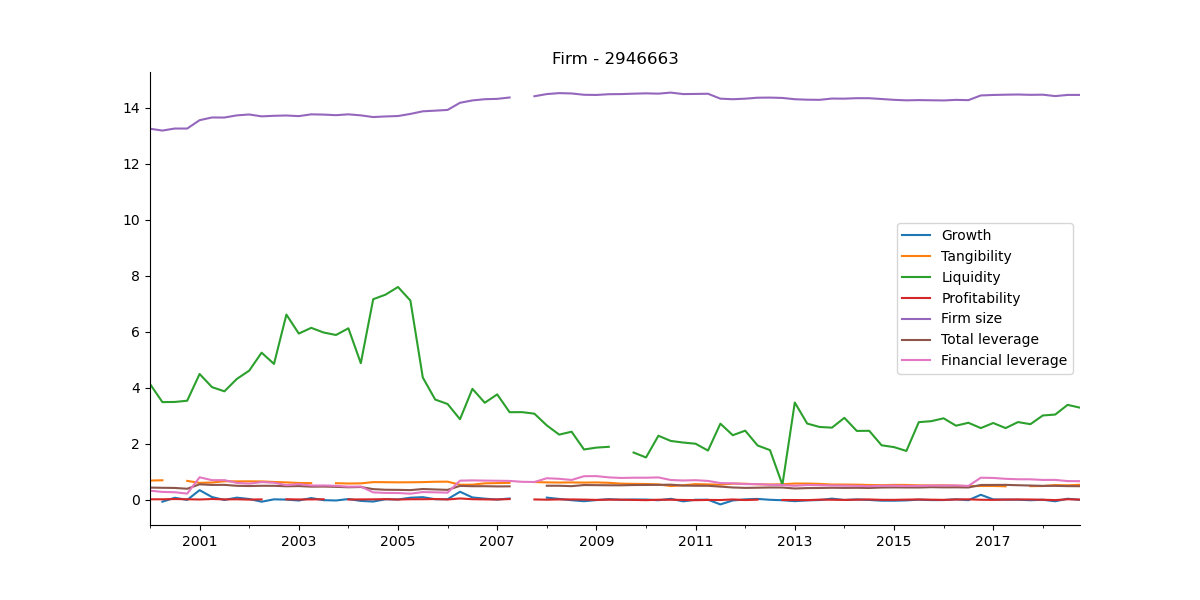 Firm - 2946663
14
12
10
8
6
4
2
0
Growth
Tangibility
Liquidity
Profitability
Firm size
Total leverage
Financial leverage
2001 2003 2005 2007 2009 2011 2013 2015 2017